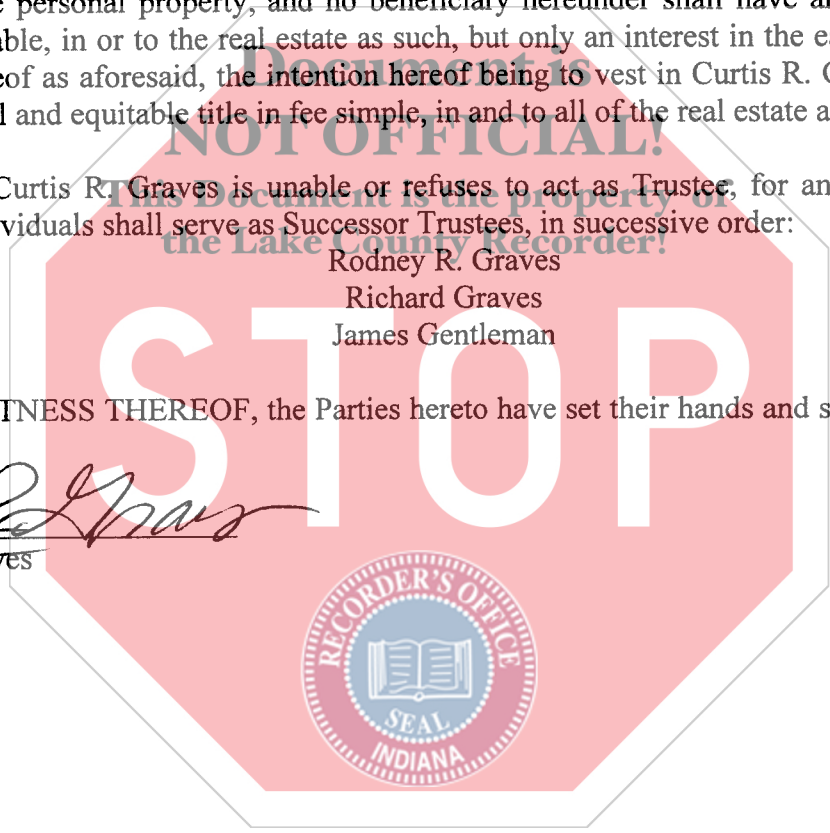 personal property, and no beneficiary hereunder shall have
ble, in or to the real estate as such, but only an interest in the
of as aforesaid, the intention hereof being to vest in Curtis R.
and equitable title in fee simple, in and to all of the real estate
Document is
NOT OFFICIAL!
This Document is the property of
the Lake County Recorder!
Curtis R. Graves is unable or refuses to act as Trustee, for
viduals shall serve as Successor Trustees, in successive order:
Rodney R. Graves
Richard Graves
James Gentleman
STOP
TNESS THEREOF, the Parties hereto have set their hands and
ves
RECORDER'S OFFICE
SEAL
INDIANA